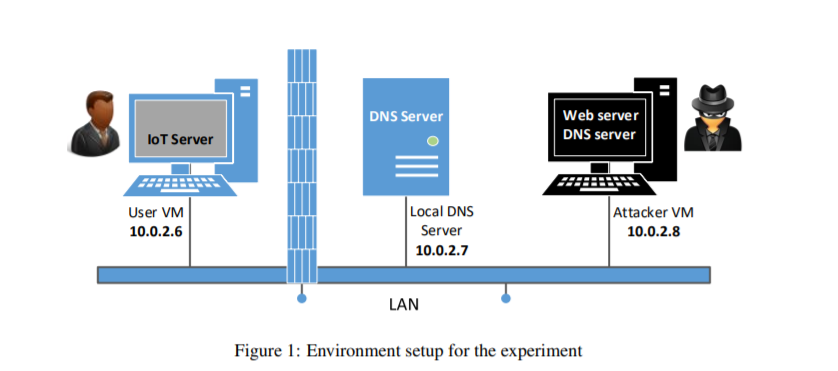 IoT Server
DNS Server
Web server
DNS server
User VM
10.0.2.6
Local DNS
Server
10.0.2.7
Attacker VM
10.0.2.8
LAN
Figure 1: Environment setup for the experiment